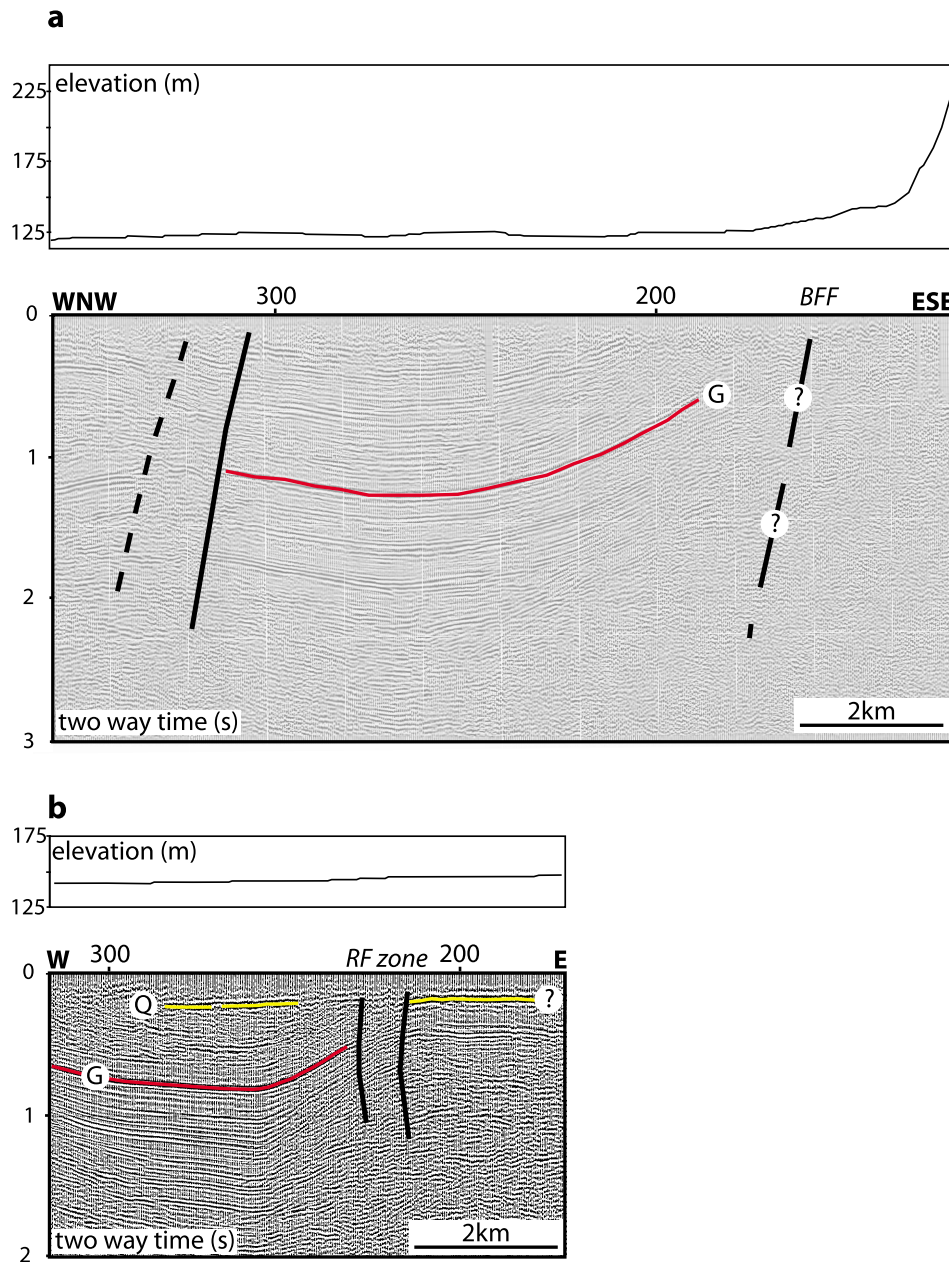 a
elevation (m)
225
175
125
WNW 300 200 BFF ESE
0
G
?
1
?
2
2km
two way time (s)
3
b
175
elevation (m)
125
W 300 RF zone 200 E
0
Q ?
G
1
2km
two way time (s)
2